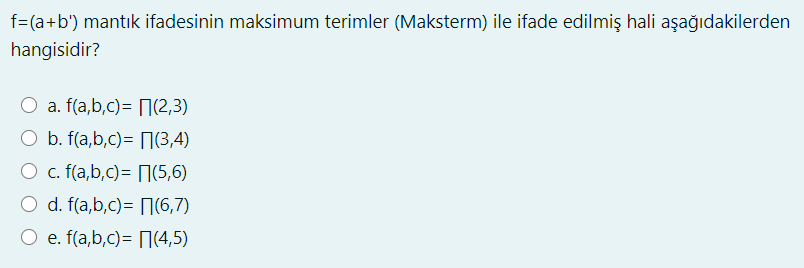 f=(a+b') mantık ifadesinin maksimum terimler (Maksterm) ile ifade edilmiş hali aşağıdakilerden
hangisidir?
a. f(a,b,c)= ∏(2,3)
b. f(a,b,c)= ∏(3,4)
c. f(a,b,c)= ∏(5,6)
d. f(a,b,c)= ∏(6,7)
e. f(a,b,c)= ∏(4,5)